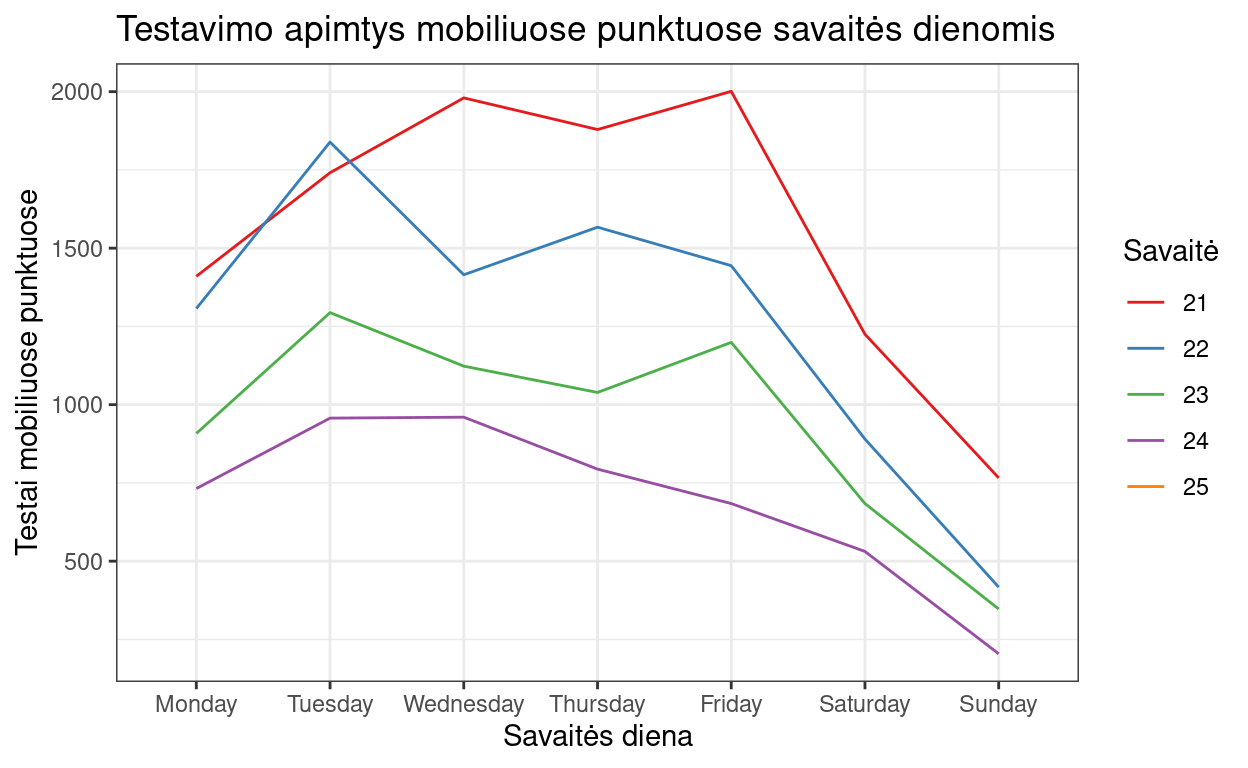 Testavimo apimtys mobiliuose punktuose savaitės dienomis
Testai mobiliuose punktuose
2000
1500
1000
500
Monday Tuesday Wednesday Thursday Friday Saturday Sunday
Savaitės diena
Savaitė
21
22
23
24
25